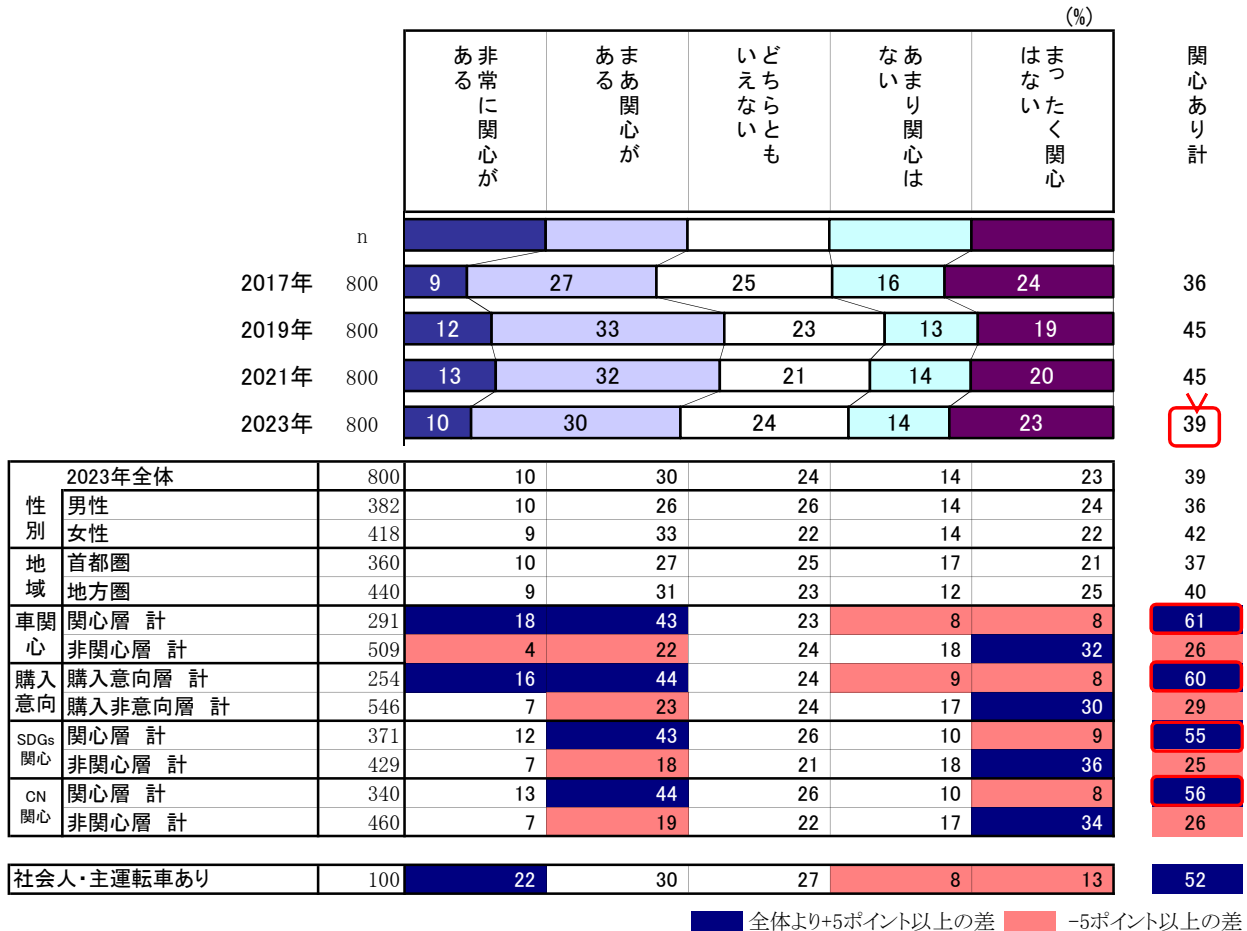 (%)
非常に関心がある
まあ関心がある
どちらともいえない
あまり関心はない
まったく関心はない
関心あり計
n
2017年 800 9 27 25 16 24 36
2019年 800 12 33 23 13 19 45
2021年 800 13 32 21 14 20 45
2023年 800 10 30 24 14 23 39
2023年全体 800 10 30 24 14 23 39
性別
男性 382 10 26 26 14 24 36
女性 418 9 33 22 14 22 42
地域
首都圏 360 10 27 25 17 21 37
地方圏 440 9 31 23 12 25 40
車関心
関心層 計 291 18 43 23 8 8 61
非関心層 計 509 4 22 24 18 32 26
購入意向
購入意向層 計 254 16 44 24 9 8 60
購入非意向層 計 546 7 23 24 17 30 29
SDGs関心
関心層 計 371 12 43 26 10 9 55
非関心層 計 429 7 18 21 18 36 25
CN関心
関心層 計 340 13 44 26 10 8 56
非関心層 計 460 7 19 22 17 34 26
社会人・主運転車あり 100 22 30 27 8 13 52
全体より+5ポイント以上の差 -5ポイント以上の差